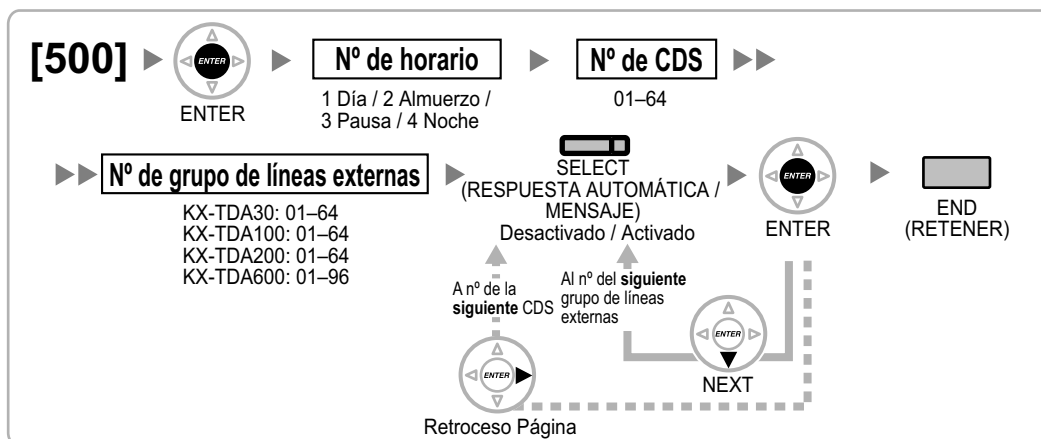 [500]
ENTER
ENTER
Nº de horario
1 Día / 2 Almuerzo /
3 Pausa / 4 Noche
Nº de CDS
01–64
Nº de grupo de líneas externas
KX-TDA30: 01–64
KX-TDA100: 01–64
KX-TDA200: 01–64
KX-TDA600: 01–96
SELECT
(RESPUESTA AUTOMÁTICA /
MENSAJE)
Desactivado / Activado
ENTER
ENTER
END
(RETENER)
A nº de la
siguiente CDS
Al nº del siguiente
grupo de líneas
externas
ENTER
NEXT
ENTER
Retroceso Página